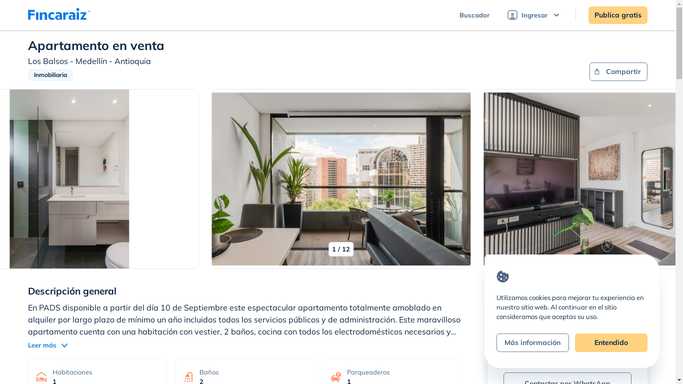 Fincaraiz
Buscador
Ingresar
Publica gratis
Apartamento en venta
Los Balsos - Medellín - Antioquia
Inmobiliaria
Compartir
1 / 12
Descripción general
En PADS disponible a partir del día 10 de Septiembre este espectacular apartamento totalmente amoblado en
alquiler por largo plazo de mínimo un año incluidos todos los servicios públicos y de administración. Este maravilloso
apartamento cuenta con una habitación con vestier, 2 baños, cocina con todos los electrodomésticos necesarios y...
Leer más
Habitaciones
1
Baños
2
Parqueaderos
1
Utilizamos cookies para mejorar tu experiencia en
nuestro sitio web. Al continuar en el sitio
consideramos que aceptas su uso.
Más información
Entendido
Contactar por WhatsApp